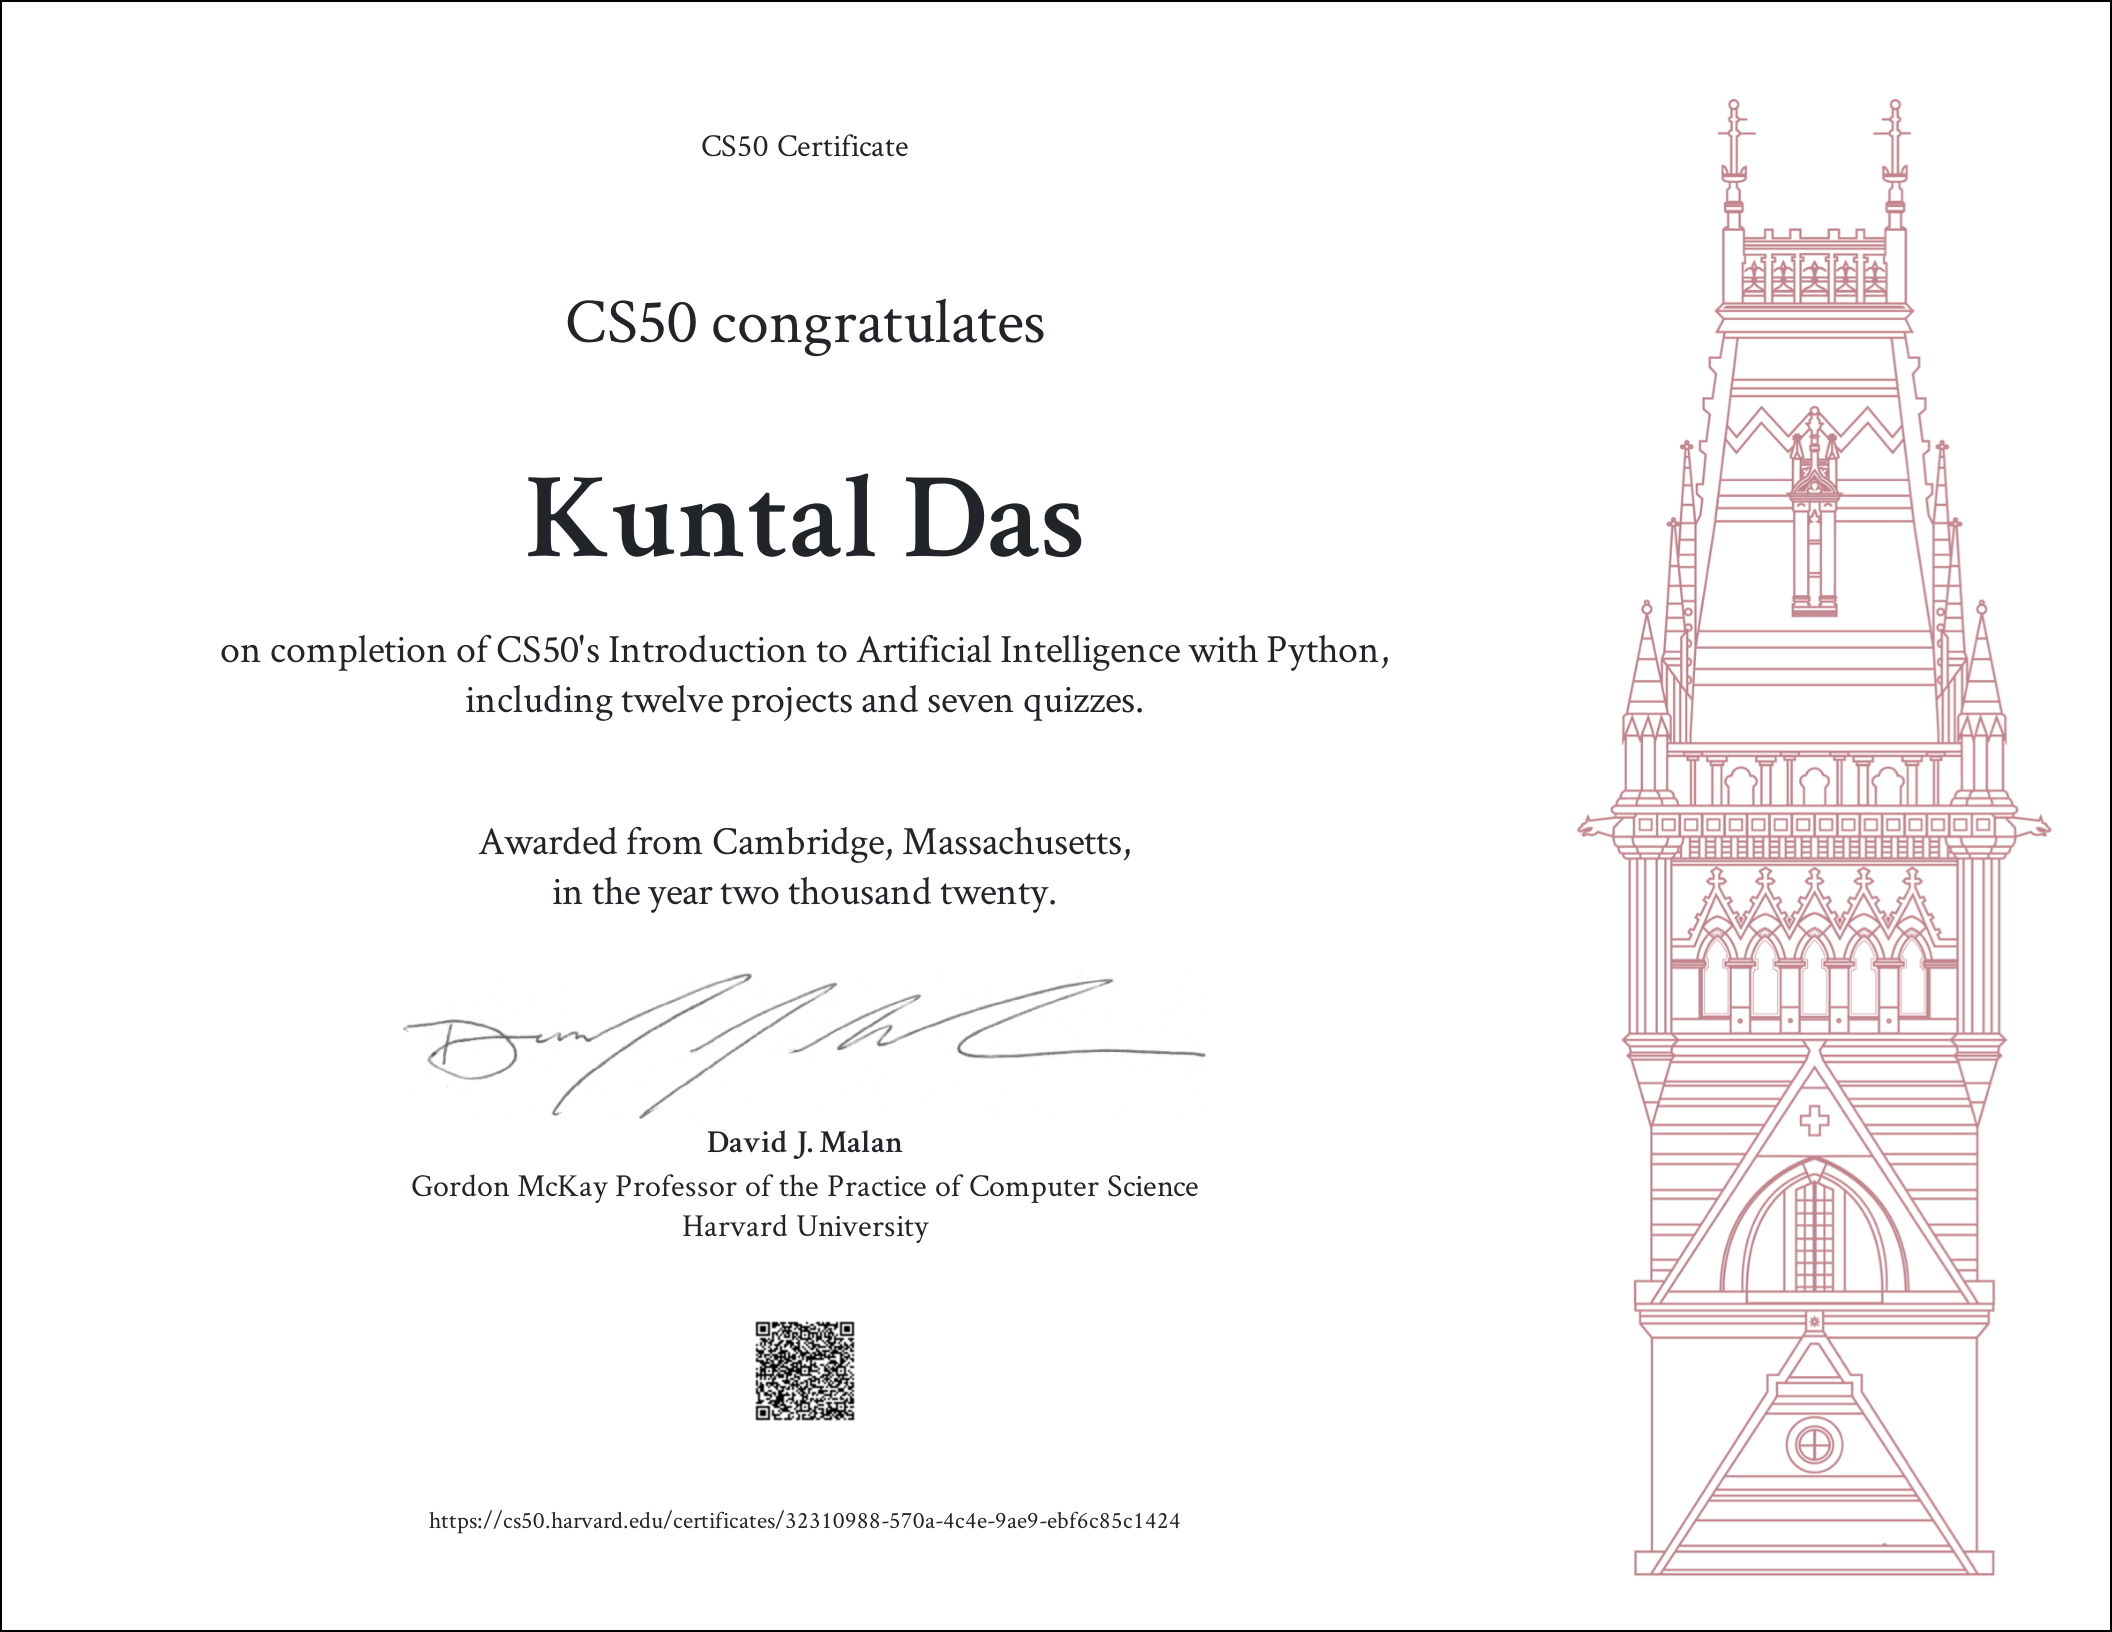 CS50 Certificate
CS50 congratulates
Kuntal Das
on completion of CS50's Introduction to Artificial Intelligence with Python,
including twelve projects and seven quizzes.
Awarded from Cambridge, Massachusetts,
in the year two thousand twenty.
David J. Malan
Gordon McKay Professor of the Practice of Computer Science
Harvard University
https://cs50.harvard.edu/certificates/32310988-570a-4c4e-9ae9-ebf6c85c1424